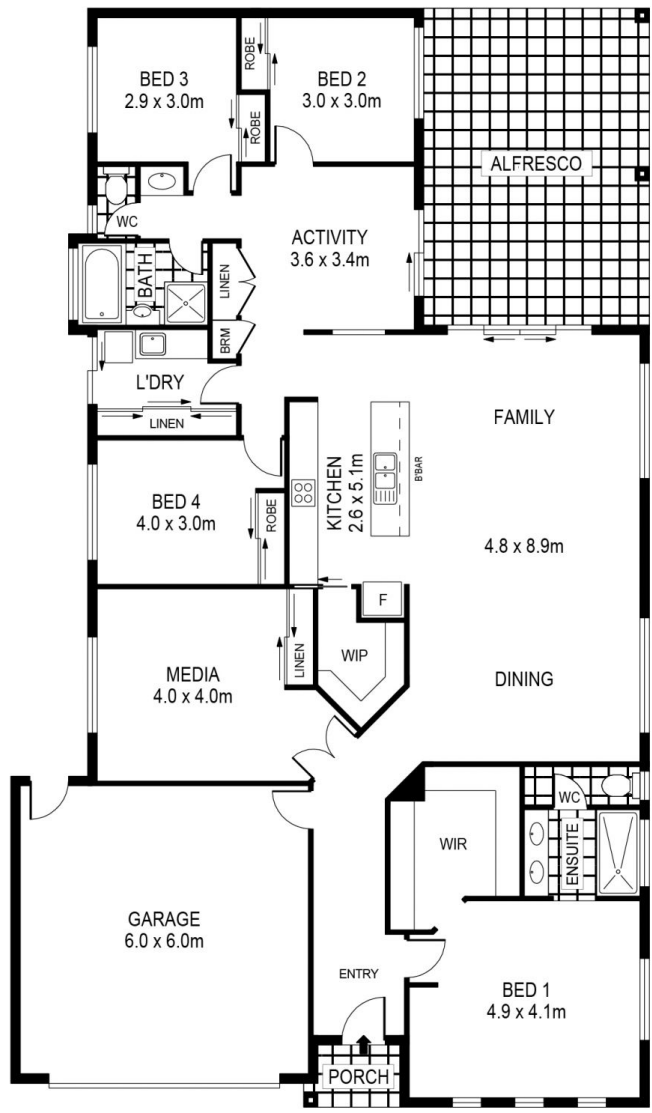 BED 3
2.9 x 3.0m
ROBE
ROBE
BED 2
3.0 x 3.0m
ALFRESCO
WC
ACTIVITY
3.6 x 3.4m
BATH
LINEN
BRM
L'DRY
LINEN
FAMILY
KITCHEN
2.6 x 5.1m
B'BAR
BED 4
4.0 x 3.0m
ROBE
4.8 x 8.9m
F
MEDIA
4.0 x 4.0m
LINEN
WIP
DINING
WC
WIR
ENSUITE
GARAGE
6.0 x 6.0m
ENTRY
BED 1
4.9 x 4.1m
PORCH